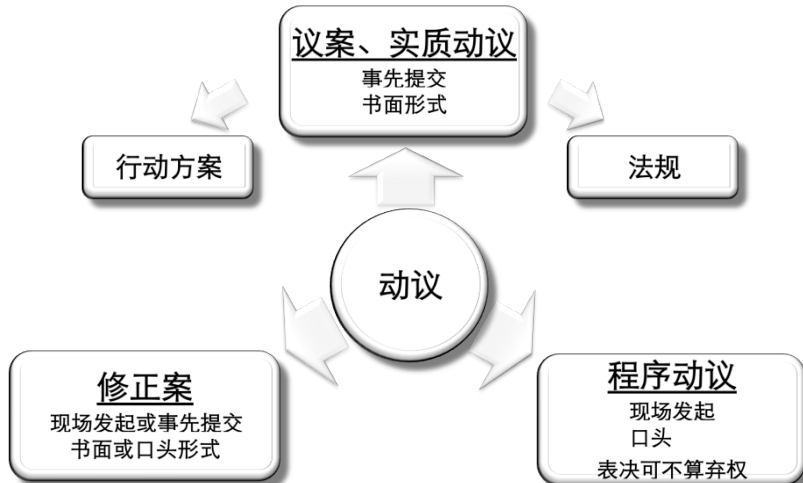 议案、实质动议
事先提交
书面形式
行动方案
法规
动议
修正案
现场发起或事先提交
书面或口头形式
程序动议
现场发起
口头
表决可不算弃权